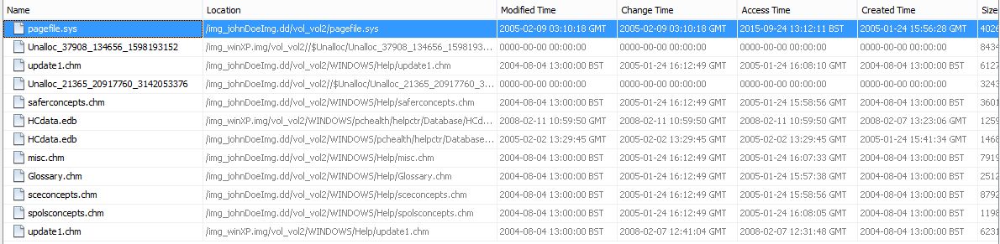 Name Location Modified Time Change Time Access Time Created Time Size
pagefile.sys /img_johnDoeImg.dd/vol_vol2/pagefile.sys 2005-02-09 03:10:18 GMT 2005-02-09 03:10:18 GMT 2015-09-24 13:12:11 BST 2005-01-24 15:56:28 GMT 4026
Unalloc_37908_134656_1598193152 /img_winXP.img/vol_vol2//$Unalloc/Unalloc_37908_134656_1598193... 0000-00-00 00:00:00 0000-00-00 00:00:00 0000-00-00 00:00:00 0000-00-00 00:00:00 8434
update1.chm /img_johnDoeImg.dd/vol_vol2/WINDOWS/Help/update1.chm 2004-08-04 13:00:00 BST 2005-01-24 16:12:49 GMT 2005-01-24 16:08:10 GMT 2004-08-04 13:00:00 BST 6127
Unalloc_21365_20917760_3142053376 /img_johnDoeImg.dd/vol_vol2//$Unalloc/Unalloc_21365_20917760_3... 0000-00-00 00:00:00 0000-00-00 00:00:00 0000-00-00 00:00:00 0000-00-00 00:00:00 3243
saferconcepts.chm /img_johnDoeImg.dd/vol_vol2/WINDOWS/Help/saferconcepts.chm 2004-08-04 13:00:00 BST 2005-01-24 16:12:49 GMT 2005-01-24 15:58:56 GMT 2004-08-04 13:00:00 BST 3601
HCdata.edb /img_winXP.img/vol_vol2/WINDOWS/pchealth/helpctr/Database/HCd... 2008-02-11 10:59:50 GMT 2008-02-11 10:59:50 GMT 2008-02-11 10:59:50 GMT 2008-02-07 13:23:06 GMT 1259
HCdata.edb /img_johnDoeImg.dd/vol_vol2/WINDOWS/pchealth/helpctr/Database... 2005-02-02 13:29:45 GMT 2005-02-02 13:29:45 GMT 2005-02-02 13:29:45 GMT 2005-01-24 15:41:34 GMT 1468
misc.chm /img_johnDoeImg.dd/vol_vol2/WINDOWS/Help/misc.chm 2004-08-04 13:00:00 BST 2005-01-24 16:12:49 GMT 2005-01-24 16:07:33 GMT 2004-08-04 13:00:00 BST 7919
Glossary.chm /img_johnDoeImg.dd/vol_vol2/WINDOWS/Help/Glossary.chm 2004-08-04 13:00:00 BST 2005-01-24 16:12:49 GMT 2005-01-24 15:57:38 GMT 2004-08-04 13:00:00 BST 2512
sceconcepts.chm /img_johnDoeImg.dd/vol_vol2/WINDOWS/Help/sceconcepts.chm 2004-08-04 13:00:00 BST 2005-01-24 16:12:49 GMT 2005-01-24 15:58:56 GMT 2004-08-04 13:00:00 BST 8792
spolsconcepts.chm /img_johnDoeImg.dd/vol_vol2/WINDOWS/Help/spolsconcepts.chm 2004-08-04 13:00:00 BST 2005-01-24 16:12:49 GMT 2005-01-24 16:08:05 GMT 2004-08-04 13:00:00 BST 1198
update1.chm /img_winXP.img/vol_vol2/WINDOWS/Help/update1.chm 2004-08-04 13:00:00 BST 2008-02-07 12:41:04 GMT 2008-02-07 12:31:48 GMT 2004-08-04 13:00:00 BST 6231